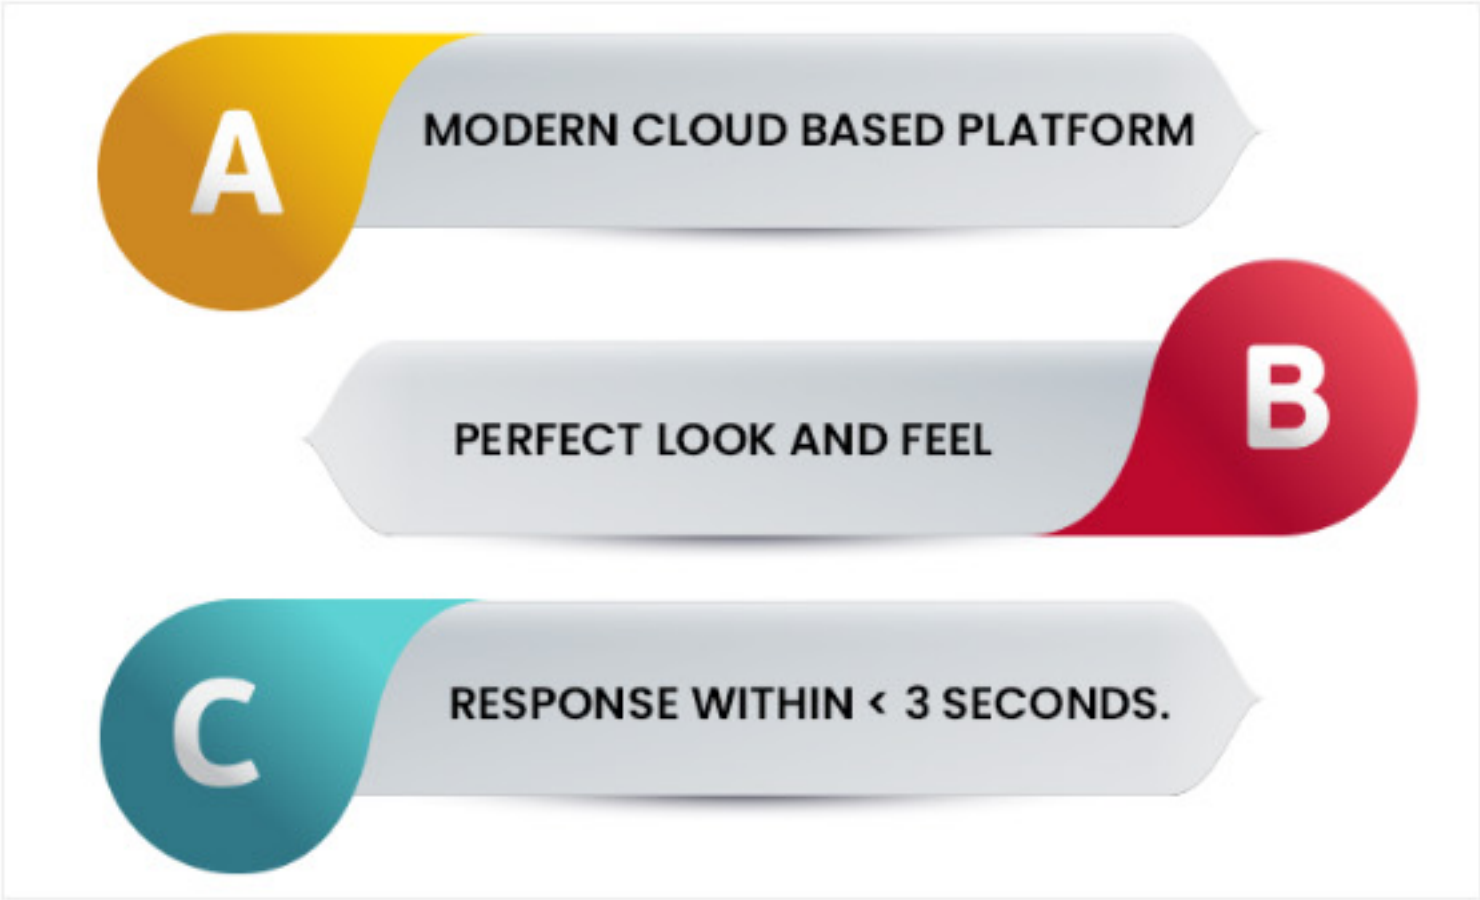 A
MODERN CLOUD BASED PLATFORM
PERFECT LOOK AND FEEL
B
C
RESPONSE WITHIN < 3 SECONDS.